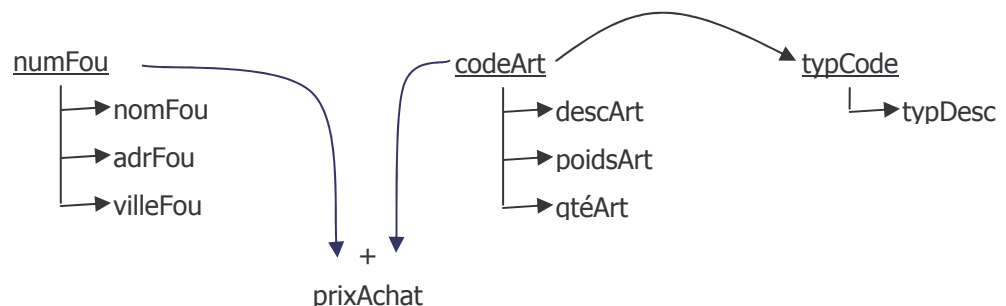 numFou
nomFou
adrFou
villeFou
codeArt
descArt
poidsArt
qtéArt
typCode
typDesc
+
prixAchat